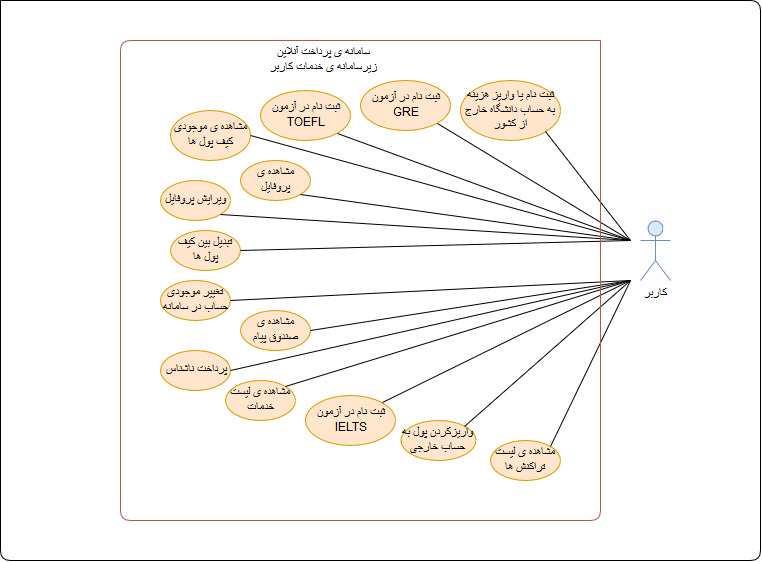 سامانه ی پرداخت آنلاین
زیرسامانه ی خدمات کاربر
ثبت نام یا واریز هزینه
به حساب دانشگاه خارج
از کشور
ثبت نام در آزمون
GRE
ثبت نام در آزمون
TOEFL
مشاهده ی موجودی
کیف پول ها
مشاهده ی
پروفایل
ویرایش پروفایل
تبدیل بین کیف
پول ها
تغییر موجودی
حساب در سامانه
مشاهده ی
صندوق پیام
پرداخت ناشناس
مشاهده ی لیست
خدمات
ثبت نام در آزمون
IELTS
واریزکردن پول به
حساب خارجی
مشاهده ی لیست
تراکنش ها
کاربر